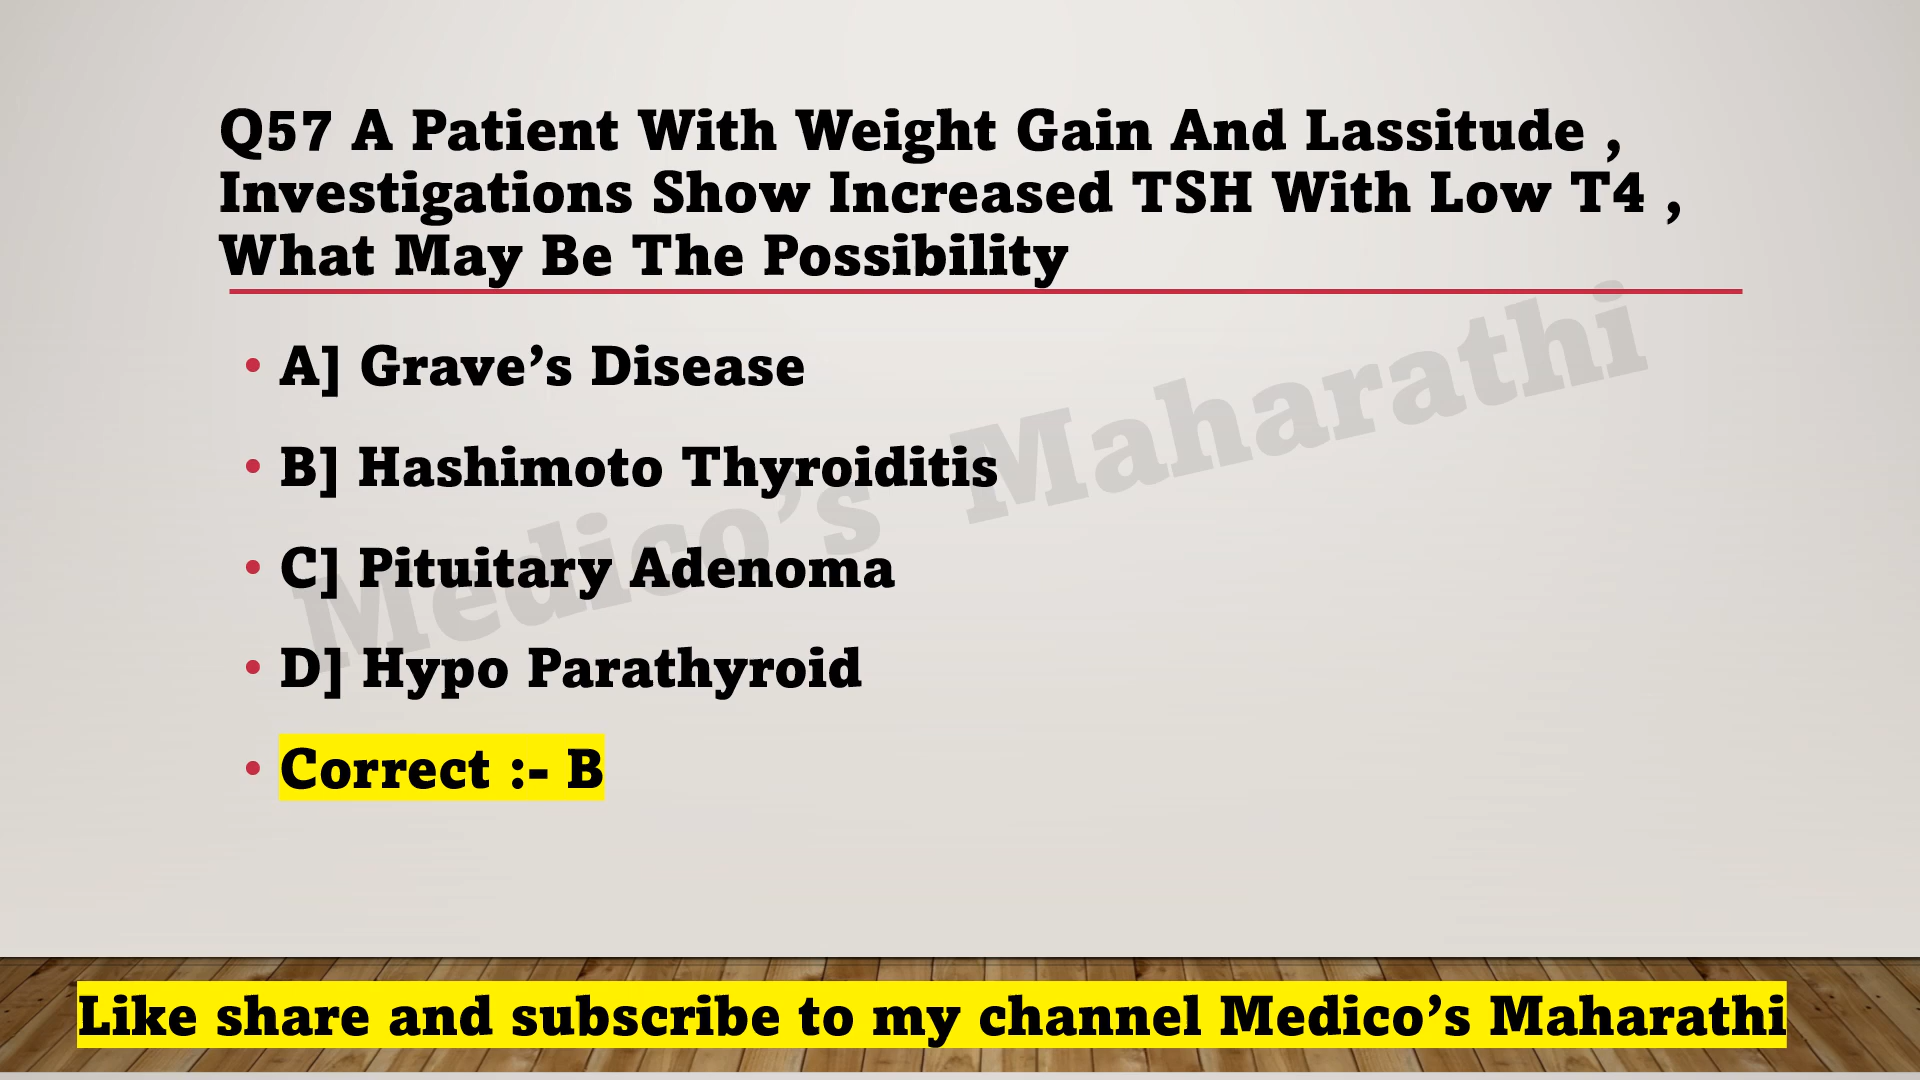 Q57 A Patient With Weight Gain And Lassitude ,
Investigations Show Increased TSH With Low T4 ,
What May Be The Possibility
• A] Grave’s Disease
• B] Hashimoto Thyroiditis
• C] Pituitary Adenoma
• D] Hypo Parathyroid
• Correct :- B
Medico’s Maharathi
Like share and subscribe to my channel Medico’s Maharathi